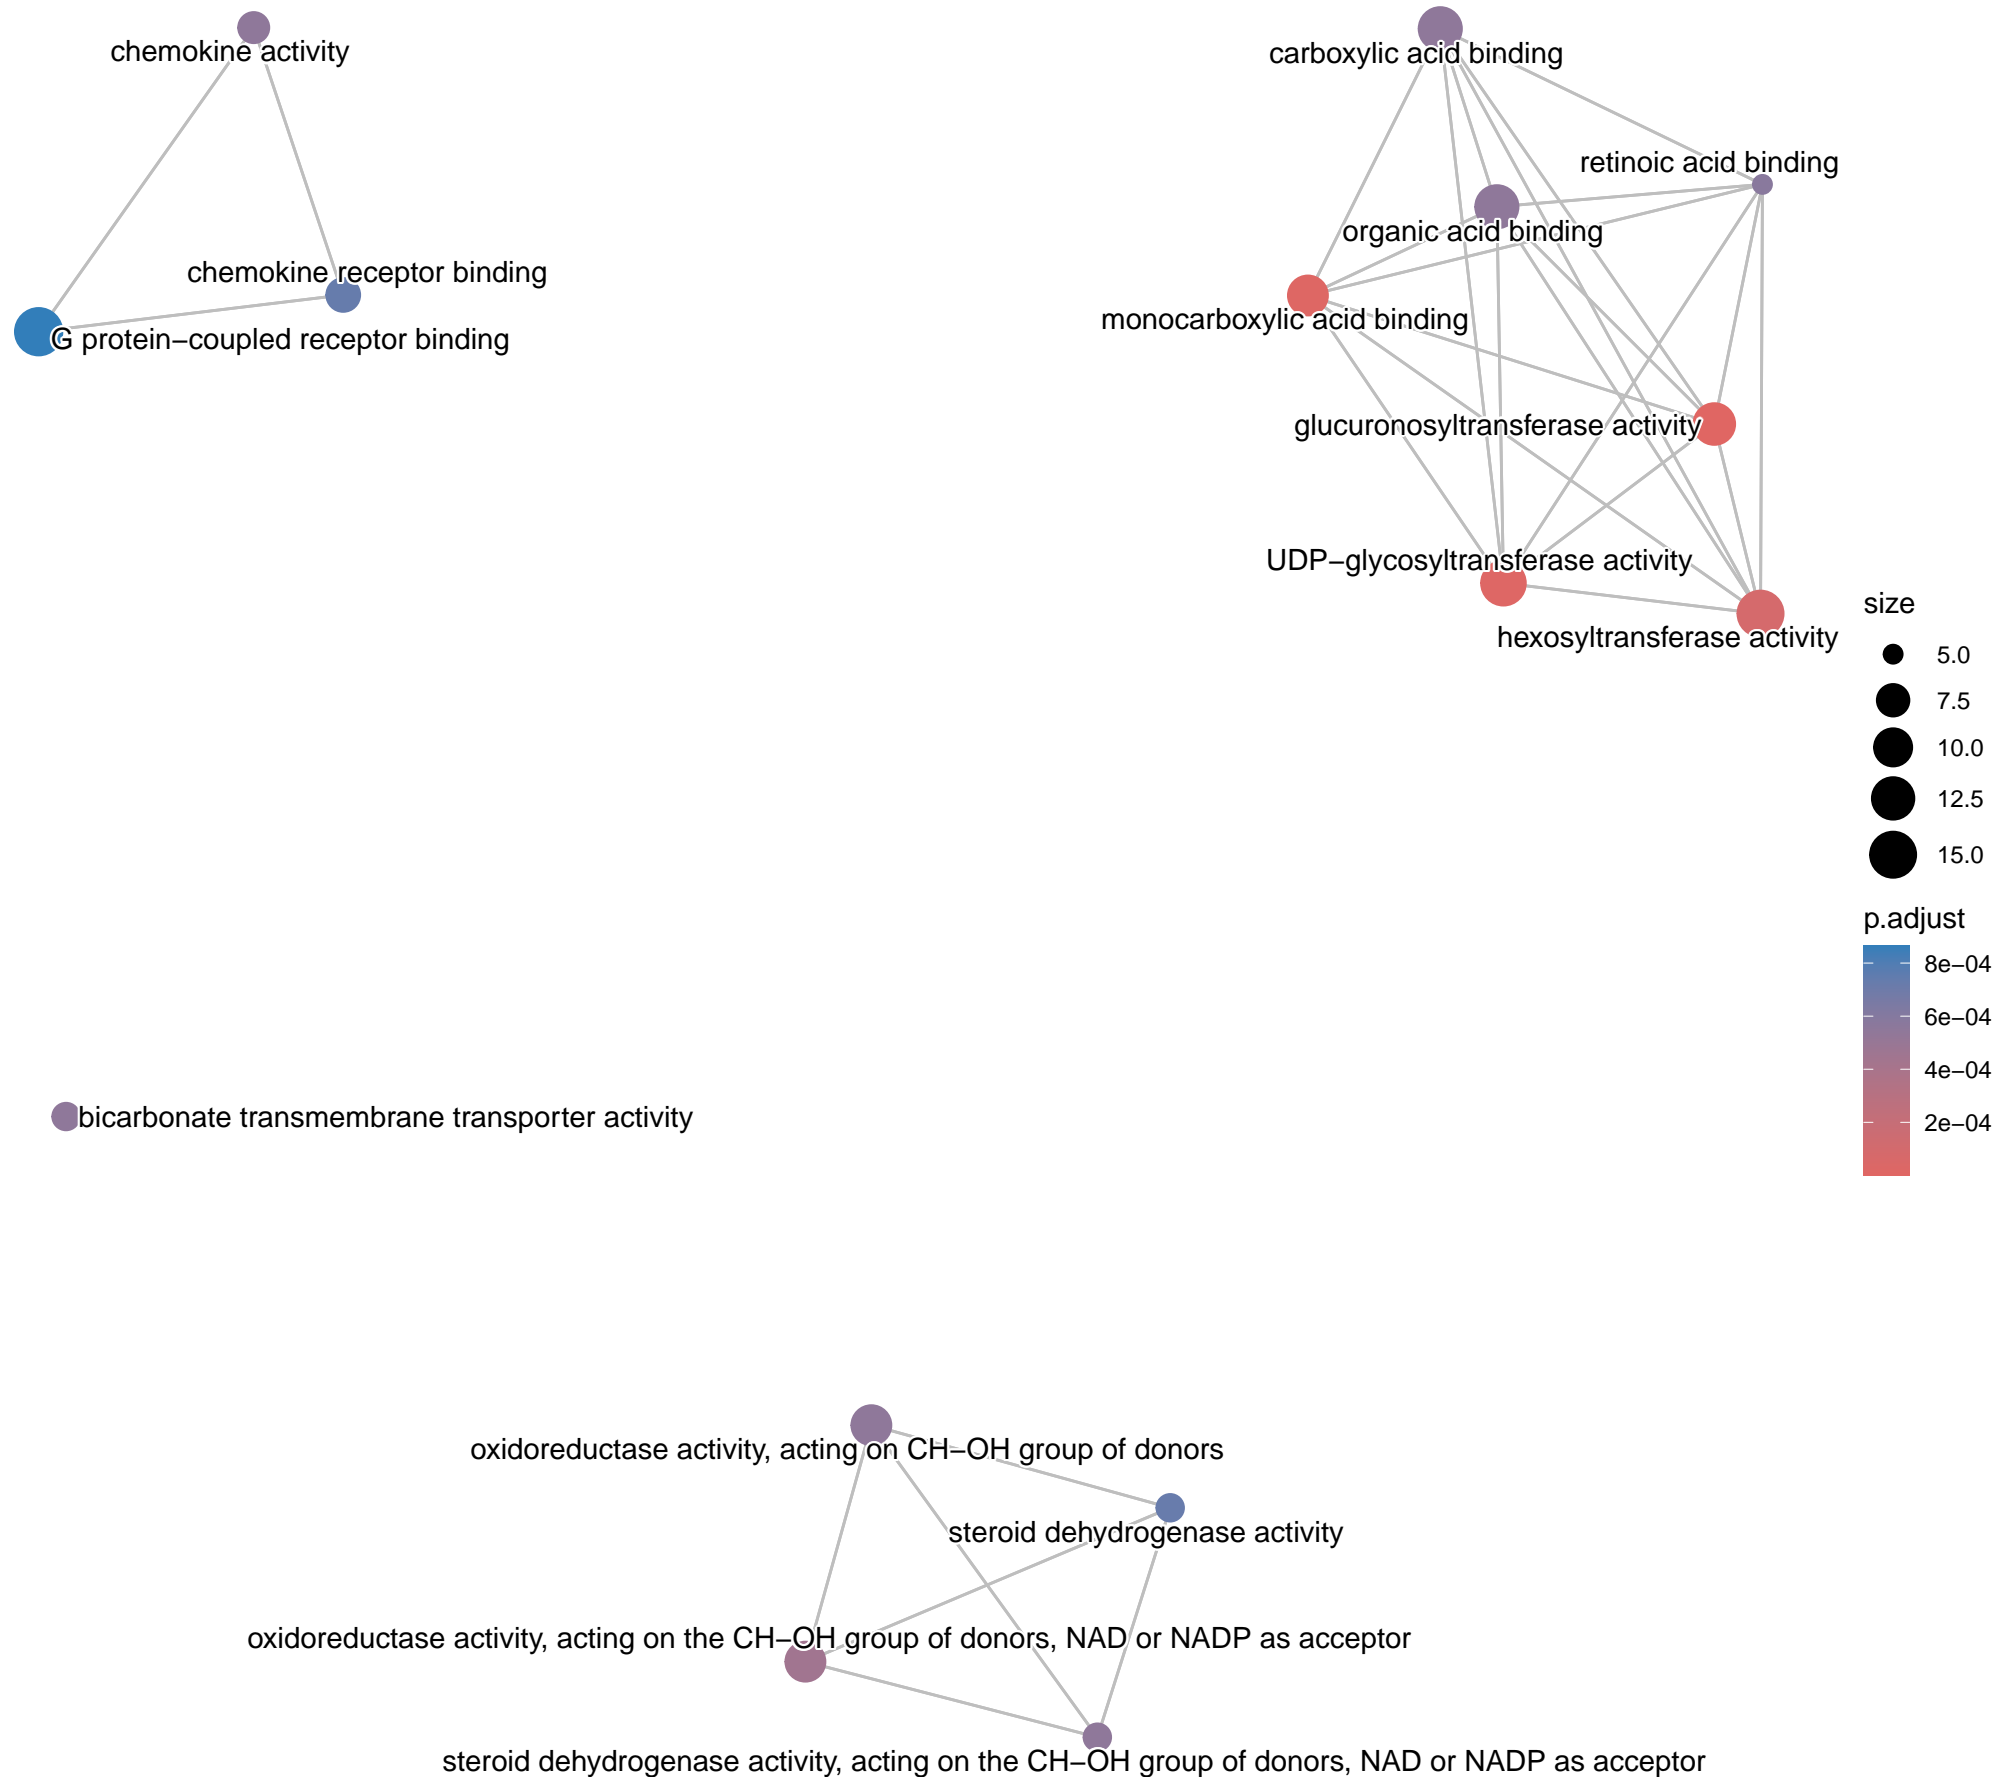 chemokine activity
carboxylic acid binding
retinoic acid binding
organic acid binding
chemokine receptor binding
G protein−coupled receptor binding
monocarboxylic acid binding
glucuronosyltransferase activity
UDP−glycosyltransferase activity
hexosyltransferase activity
size
5.0
7.5
10.0
12.5
15.0
p.adjust
8e−04
6e−04
4e−04
2e−04
bicarbonate transmembrane transporter activity
oxidoreductase activity, acting on CH−OH group of donors
steroid dehydrogenase activity
oxidoreductase activity, acting on the CH−OH group of donors, NAD or NADP as acceptor
steroid dehydrogenase activity, acting on the CH−OH group of donors, NAD or NADP as acceptor